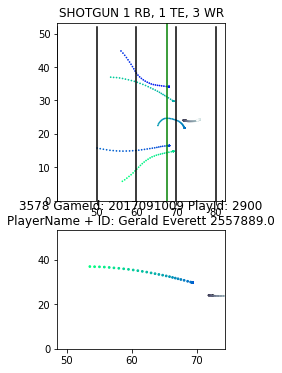 SHOTGUN 1 RB, 1 TE, 3 WR
50
40
30
20
10
0
50 60 70 80
3578 GameId: 2017091009 PlayId: 2900
PlayerName + ID: Gerald Everett 2557889.0
40
20
0
50 60 70